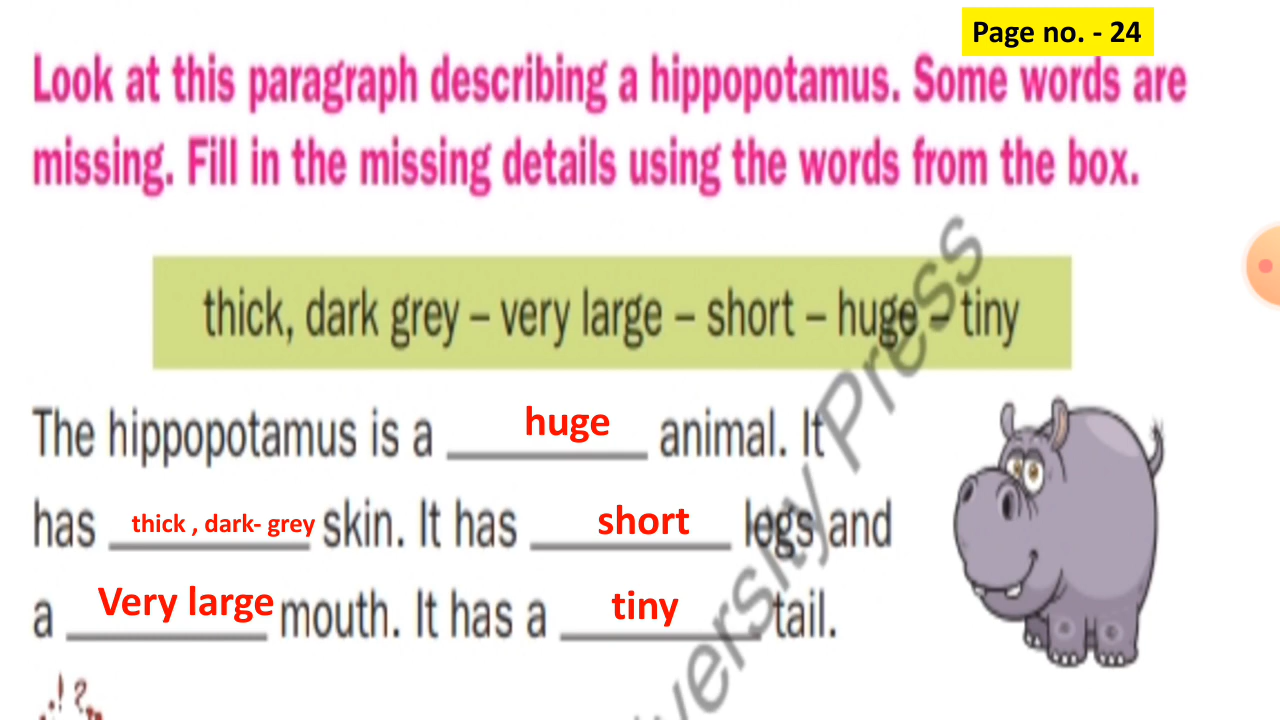 Page no. - 24
Look at this paragraph describing a hippopotamus. Some words are
missing. Fill in the missing details using the words from the box.
thick, dark grey – very large – short – huge – tiny
The hippopotamus is a huge animal. It
has thick , dark- grey skin. It has short legs and
a Very large mouth. It has a tiny tail.
versity Press
! ?